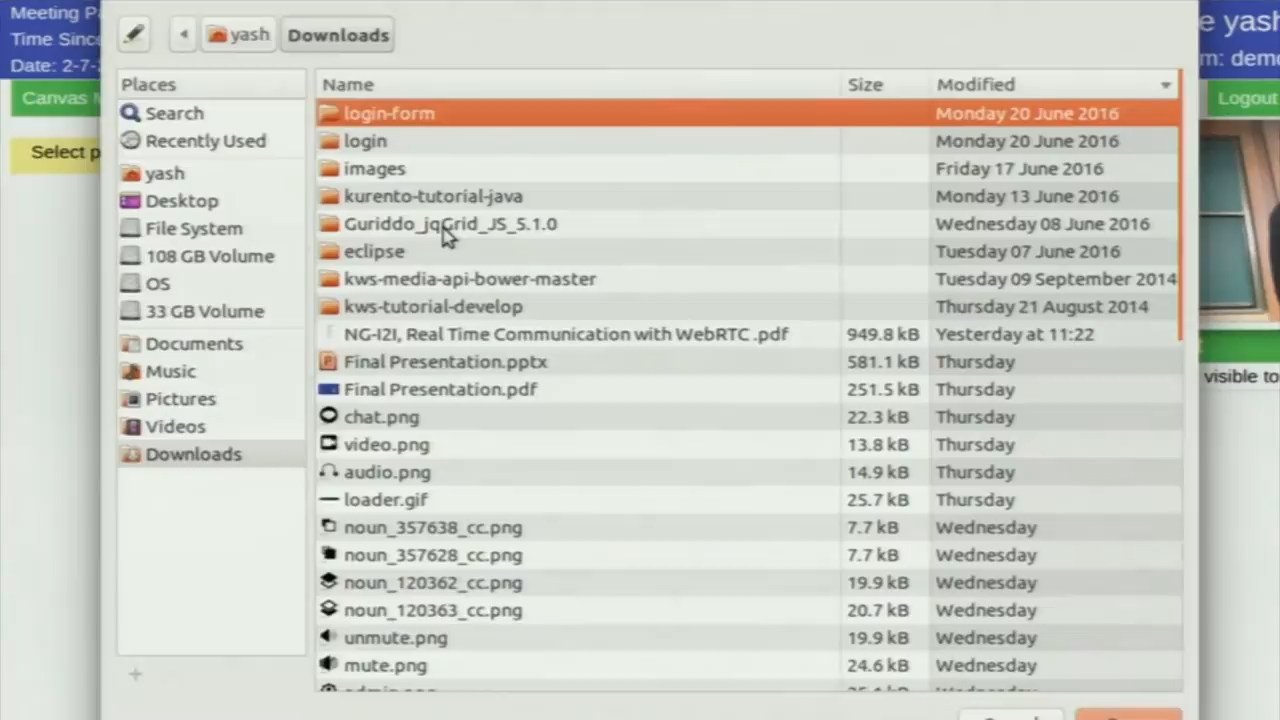 Meeting P
Time Since
Date: 2-7-
Canvas
Select p
yash
Downloads
e yash
m: demo
Logout
visible to
Places
Search
Recently Used
yash
Desktop
File System
108 GB Volume
OS
33 GB Volume
Documents
Music
Pictures
Videos
Downloads
Name Size Modified
login-form Monday 20 June 2016
login Monday 20 June 2016
images Friday 17 June 2016
kurento-tutorial-java Monday 13 June 2016
Guriddo_jqGrid_JS_5.1.0 Wednesday 08 June 2016
eclipse Tuesday 07 June 2016
kws-media-api-bower-master Tuesday 09 September 2014
kws-tutorial-develop Thursday 21 August 2014
NG-I2I, Real Time Communication with WebRTC .pdf 949.8 kB Yesterday at 11:22
Final Presentation.pptx 581.1 kB Thursday
Final Presentation.pdf 251.5 kB Thursday
chat.png 22.3 kB Thursday
video.png 13.8 kB Thursday
audio.png 14.9 kB Thursday
loader.gif 25.7 kB Thursday
noun_357638_cc.png 7.7 kB Wednesday
noun_357628_cc.png 7.7 kB Wednesday
noun_120362_cc.png 19.9 kB Wednesday
noun_120363_cc.png 20.7 kB Wednesday
unmute.png 19.9 kB Wednesday
mute.png 24.6 kB Wednesday